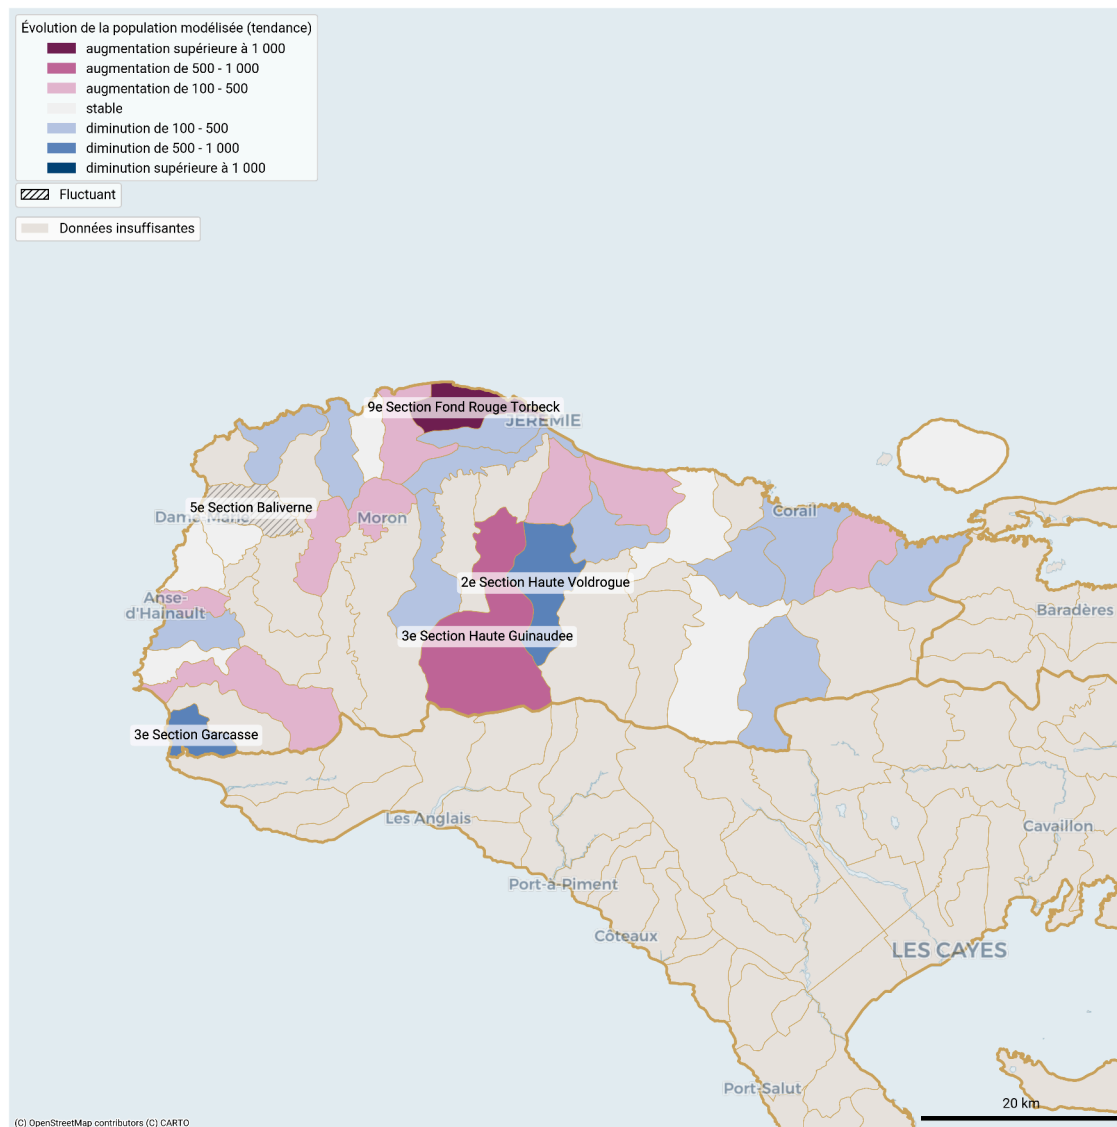 Évolution de la population modélisée (tendance)
augmentation supérieure à 1 000
augmentation de 500 - 1 000
augmentation de 100 - 500
stable
diminution de 100 - 500
diminution de 500 - 1 000
diminution supérieure à 1 000
Fluctuant
Données insuffisantes
9e Section Fond Rouge Torbeck
JÉRÉMIE
5e Section Baliverne
Dame-Marie
Moron
Corail
2e Section Haute Voldrogue
Anse-
d'Hainault
Baradères
3e Section Haute Guinaudee
3e Section Garcasse
Les Anglais
Cavaillon
Port-à-Piment
Côteaux
LES CAYES
Port-Salut
20 km
(C) OpenStreetMap contributors (C) CARTO